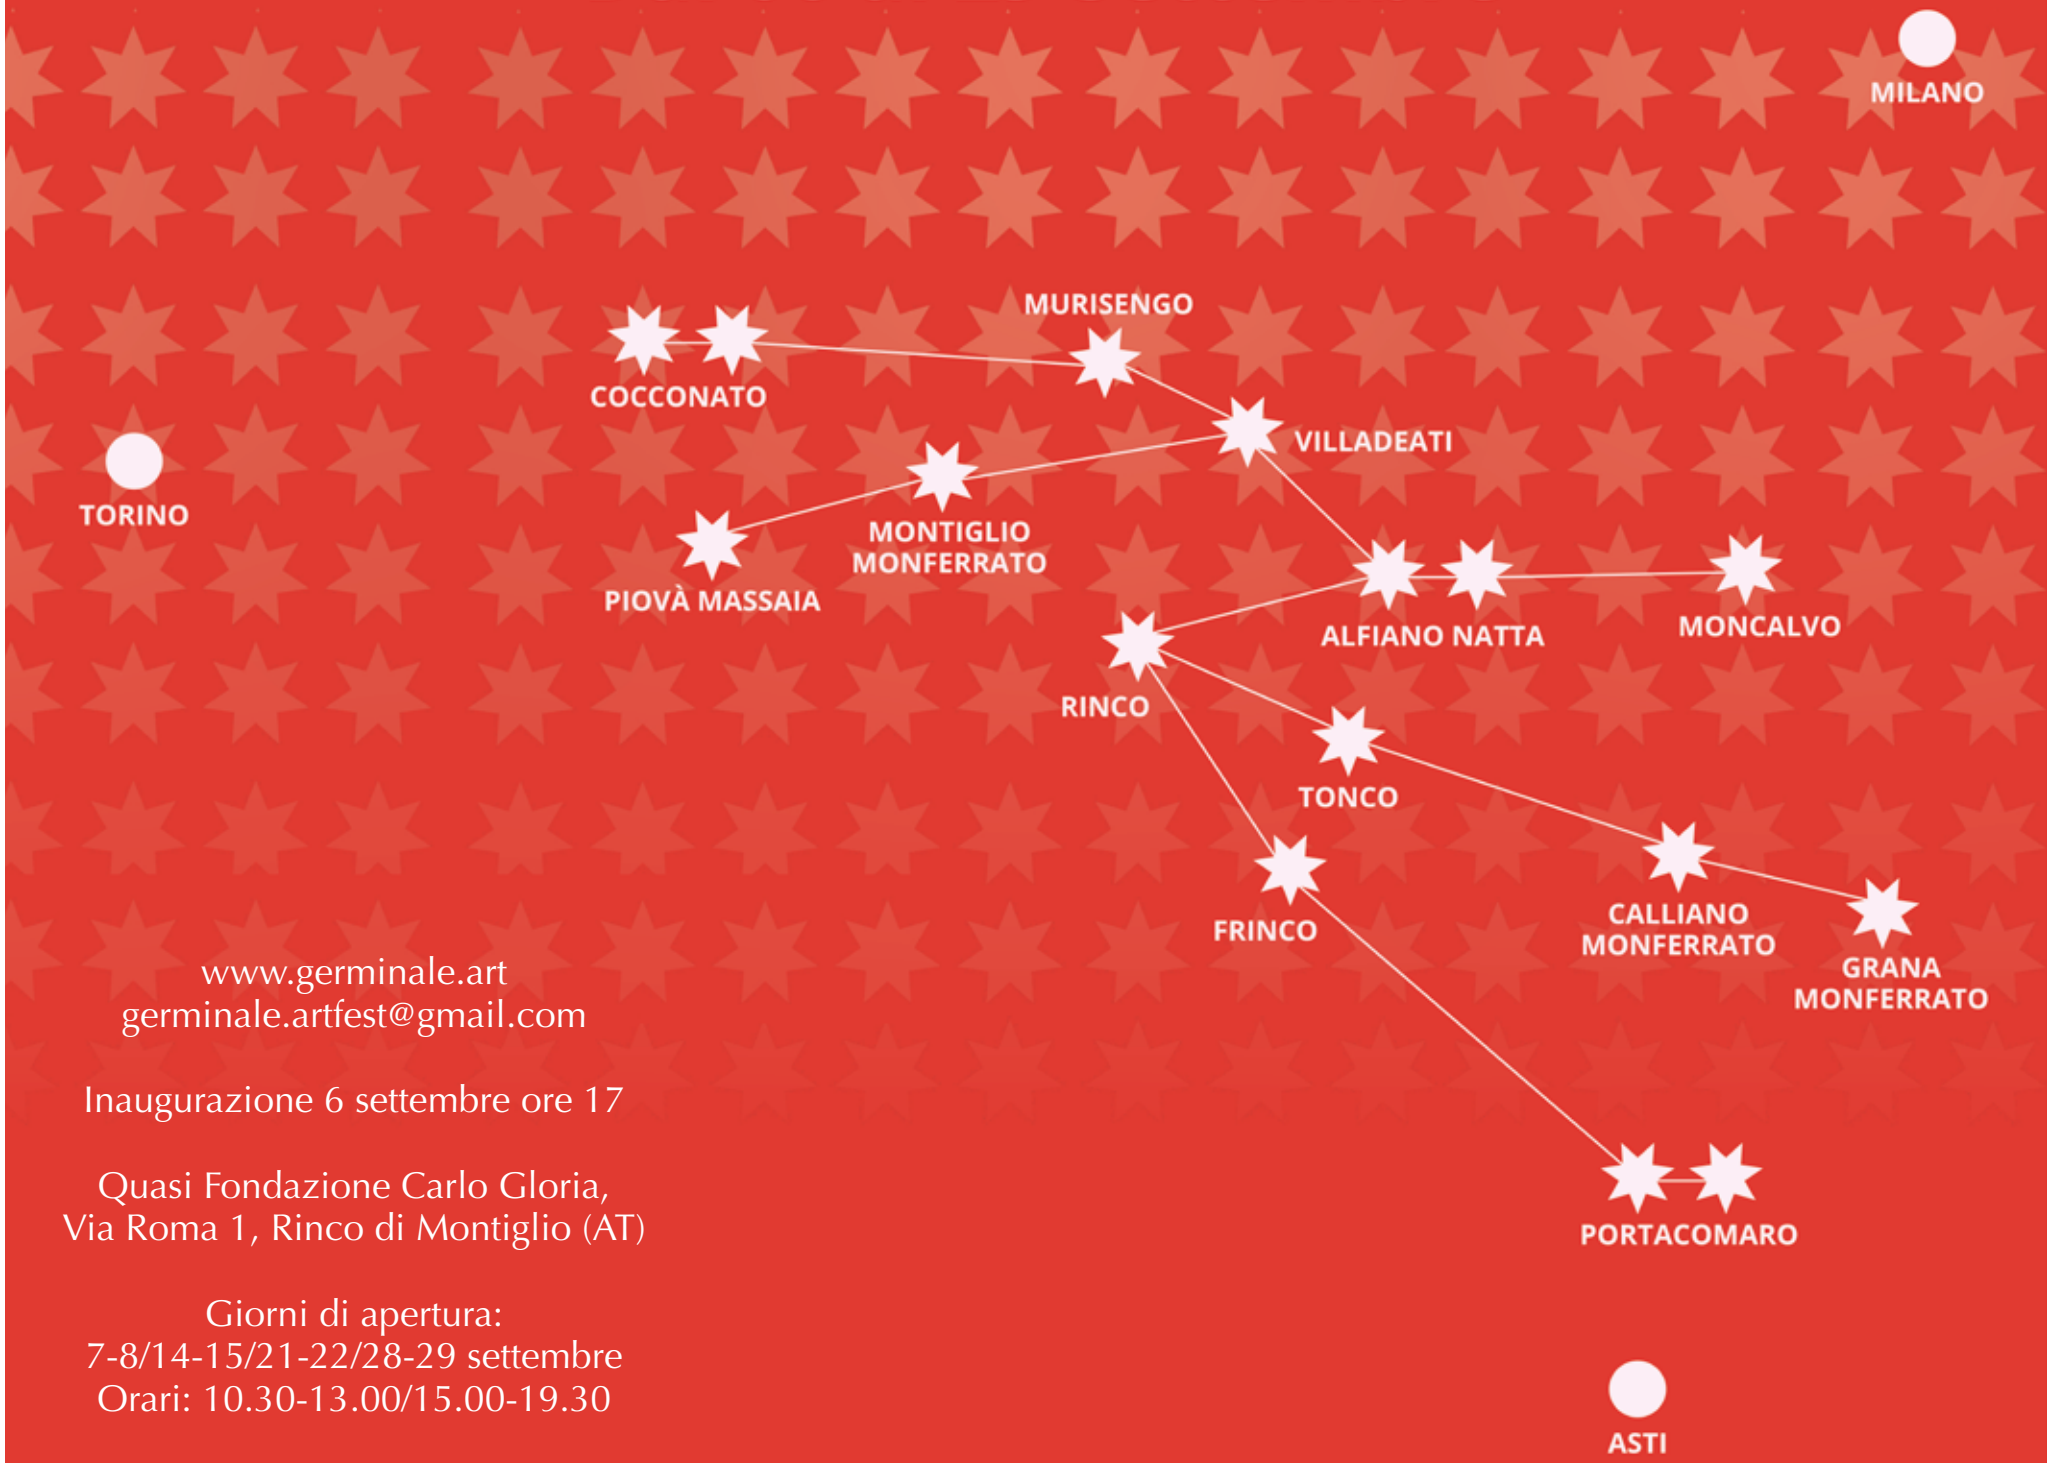 MILANO
MURISENGO
COCCONATO
VILLADEATI
TORINO
MONTIGLIO
MONFERRATO
PIOVÀ MASSAIA
ALFIANO NATTA
MONCALVO
RINCO
TONCO
FRINCO
CALLIANO
MONFERRATO
GRANA
MONFERRATO
PORTACOMARO
ASTI
www.germinale.art
germinale.artfest@gmail.com
Inaugurazione 6 settembre ore 17
Quasi Fondazione Carlo Gloria,
Via Roma 1, Rinco di Montiglio (AT)
Giorni di apertura:
7-8/14-15/21-22/28-29 settembre
Orari: 10.30-13.00/15.00-19.30